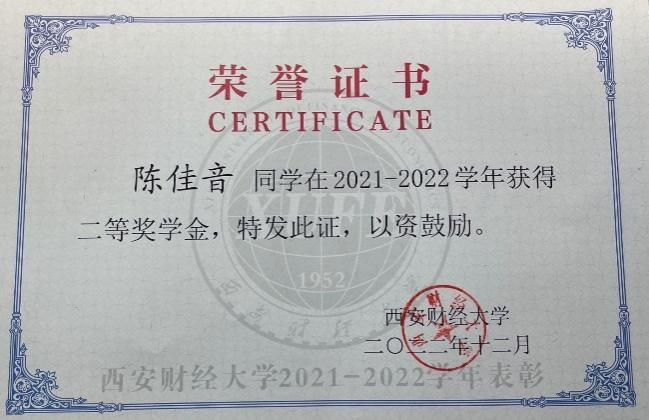 荣誉证书
CERTIFICATE
陈佳音 同学在2021-2022学年获得
二等奖学金，特发此证，以资鼓励。
XUFE
1952
西安财经大学
二〇二二年十二月
西安财经大学2021-2022学年表彰